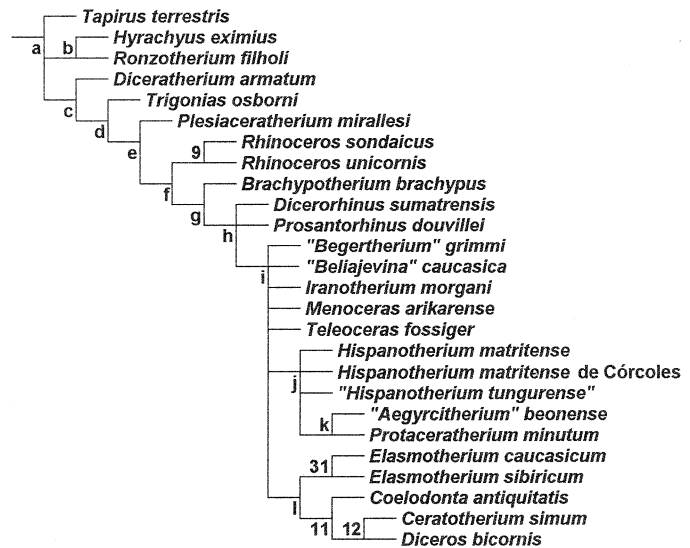 Tapirus terrestris
a
b
Hyrachyus eximius
Ronzotherium filholi
Diceratherium armatum
c
Trigonias osborni
d
Plesiaceratherium mirallesi
e
Rhinoceros sondaicus
9
Rhinoceros unicornis
Brachypotherium brachypus
f
Dicerorhinus sumatrensis
g
Prosantorhinus douvillei
h
"Begertherium" grimmi
"Beliajevina" caucasica
i
Iranotherium morgani
Menoceras arikarense
Teleoceras fossiger
Hispanotherium matritense
Hispanotherium matritense de Córcoles
j
"Hispanotherium tungurense"
"Aegyrcitherium" beonense
k
Protaceratherium minutum
Elasmotherium caucasicum
31
Elasmotherium sibiricum
Coelodonta antiquitatis
l
Ceratotherium simum
11
12
Diceros bicornis